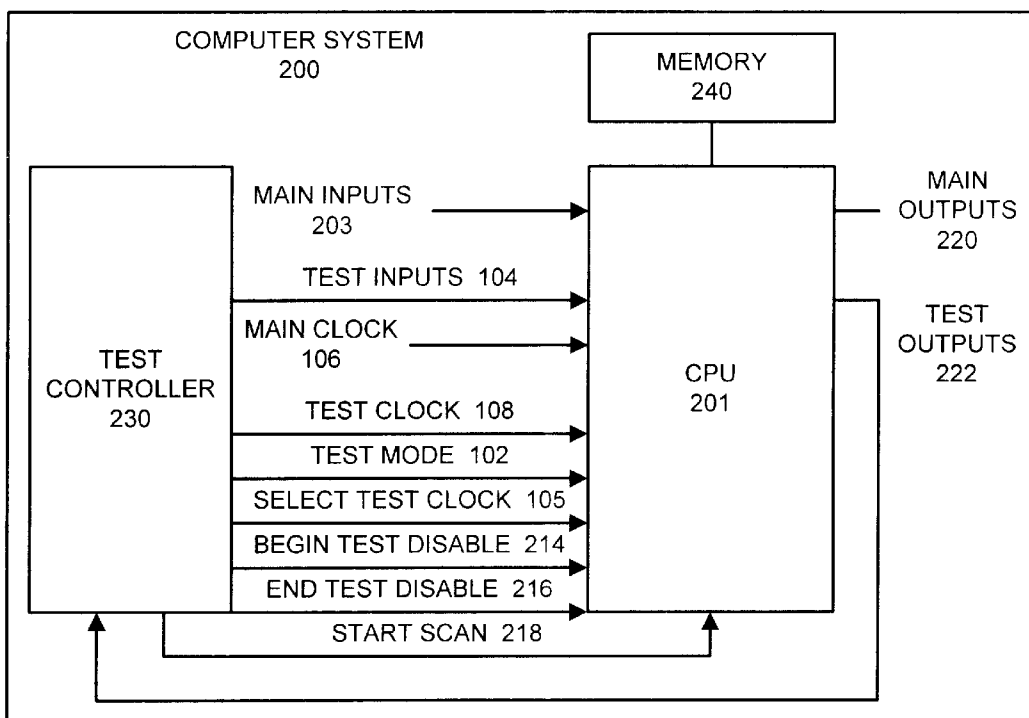 COMPUTER SYSTEM
200
MEMORY
240
MAIN INPUTS
203
MAIN
OUTPUTS
220
TEST INPUTS 104
MAIN CLOCK
106
TEST
OUTPUTS
222
TEST
CONTROLLER
230
CPU
201
TEST CLOCK 108
TEST MODE 102
SELECT TEST CLOCK 105
BEGIN TEST DISABLE 214
END TEST DISABLE 216
START SCAN 218